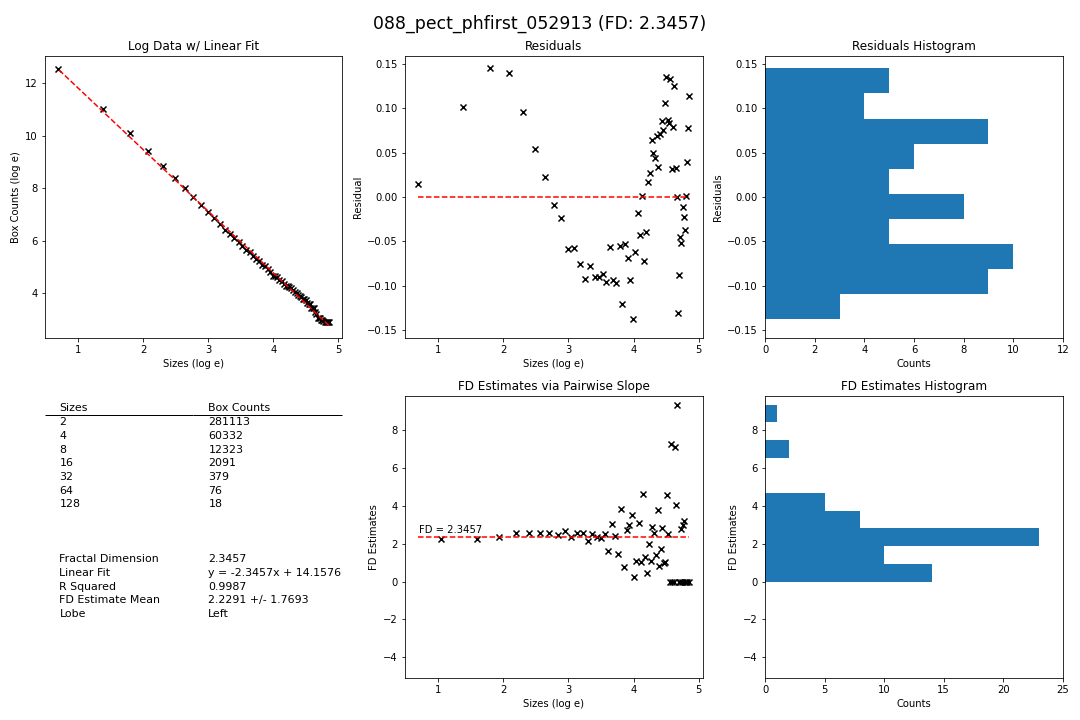 088_pect_phfirst_052913 (FD: 2.3457)
Log Data w/ Linear Fit
Box Counts (log e)
12
10
8
6
4
1 2 3 4 5
Sizes (log e)
Residuals
Residual
0.15
0.10
0.05
0.00
−0.05
−0.10
−0.15
1 2 3 4 5
Sizes (log e)
Residuals Histogram
Residuals
0.15
0.10
0.05
0.00
−0.05
−0.10
−0.15
0 2 4 6 8 10 12
Counts
Sizes Box Counts
2 281113
4 60332
8 12323
16 2091
32 379
64 76
128 18
Fractal Dimension 2.3457
Linear Fit y = -2.3457x + 14.1576
R Squared 0.9987
FD Estimate Mean 2.2291 +/- 1.7693
Lobe Left
FD Estimates via Pairwise Slope
FD Estimates
8
6
4
2
0
−2
−4
FD = 2.3457
1 2 3 4 5
Sizes (log e)
FD Estimates Histogram
FD Estimates
8
6
4
2
0
−2
−4
0 5 10 15 20 25
Counts